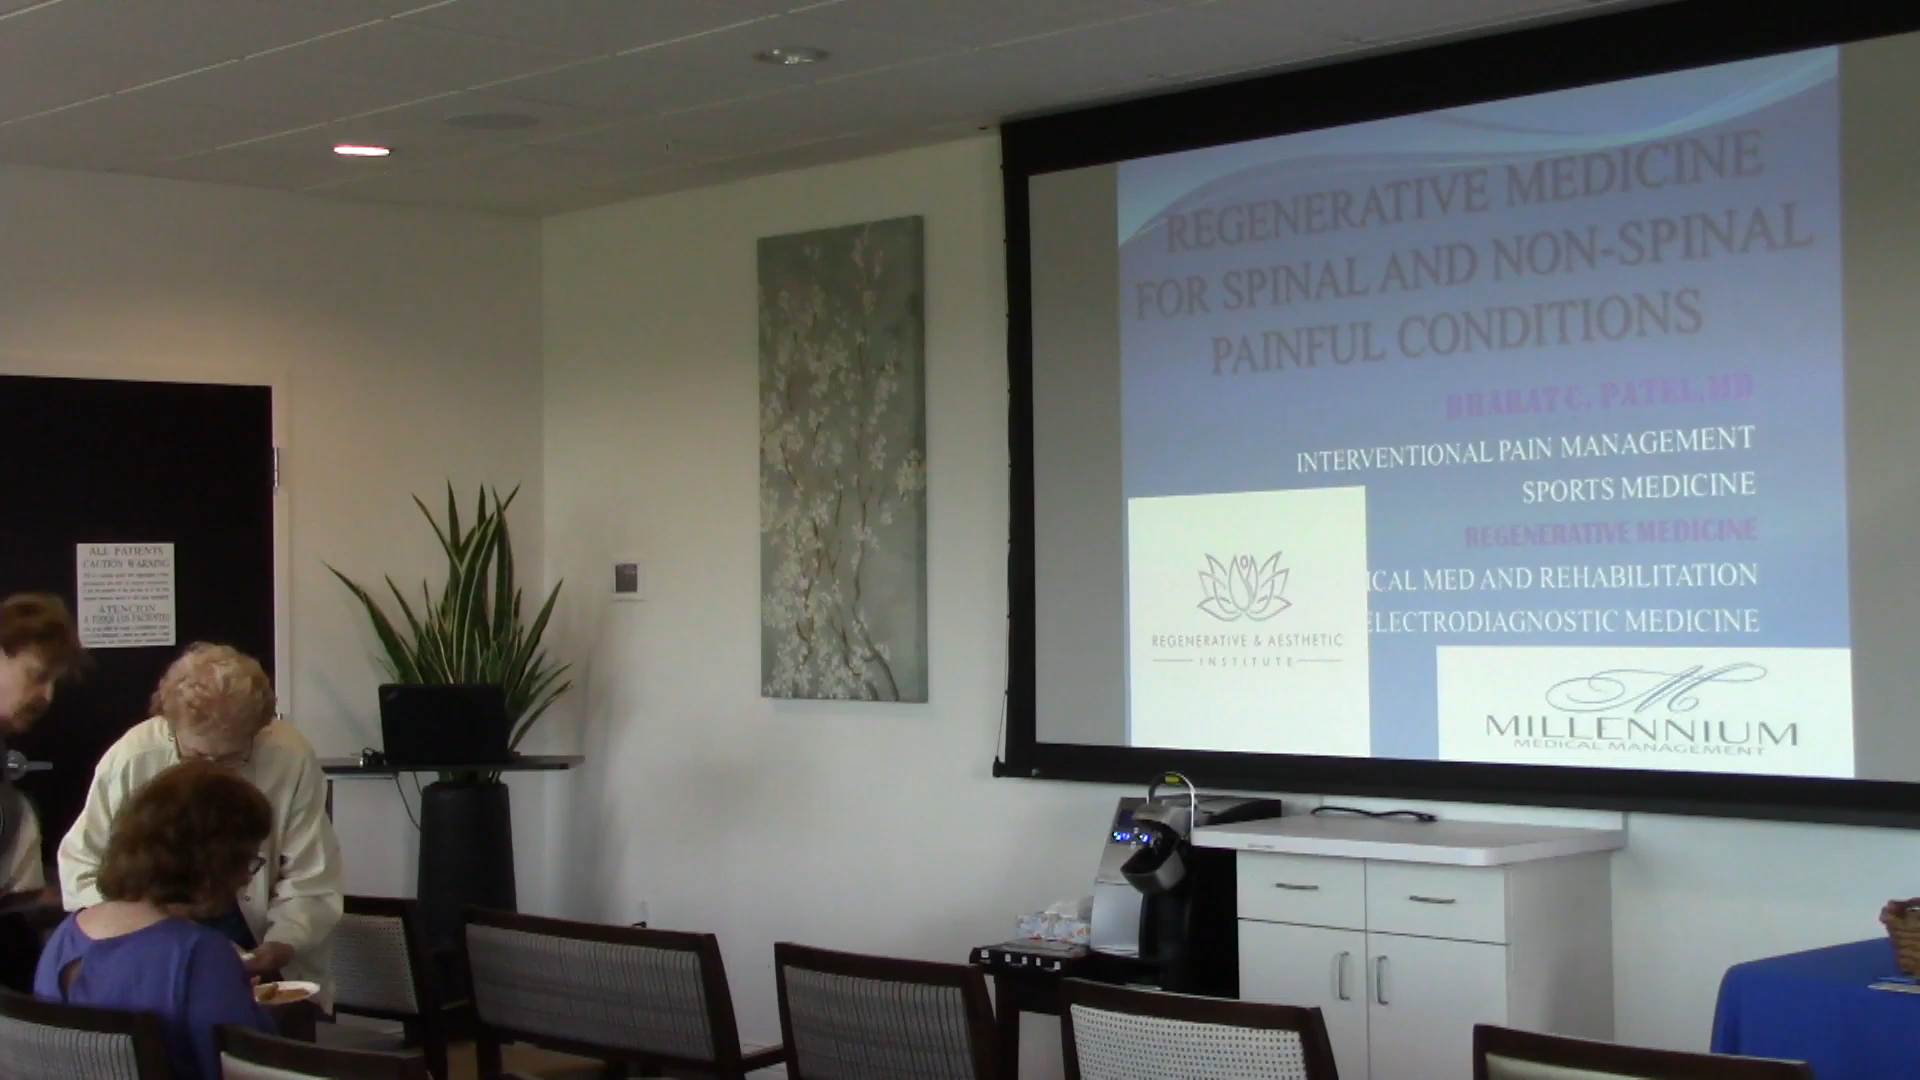 REGENERATIVE MEDICINE
FOR SPINAL AND NON-SPINAL
PAINFUL CONDITIONS
BHARAT C. PATEL, MD
INTERVENTIONAL PAIN MANAGEMENT
SPORTS MEDICINE
REGENERATIVE MEDICINE
ICAL MED AND REHABILITATION
ELECTRODIAGNOSTIC MEDICINE
REGENERATIVE & AESTHETIC
INSTITUTE
M
MILLENNIUM
MEDICAL MANAGEMENT
ALL PATIENTS
CAUTION WARNING
ATENCION
A TODOS LOS PACIENTES